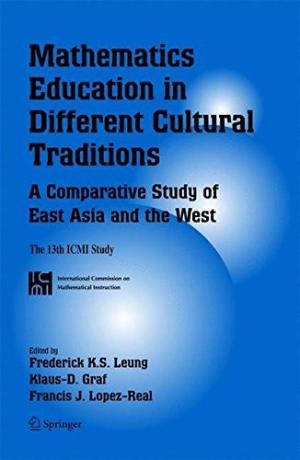 Mathematics
Education in
Different Cultural
Traditions
A Comparative Study of
East Asia and the West
The 13th ICMI Study
International Commission on
Mathematical Instruction
Edited by
Frederick K.S. Leung
Klaus-D. Graf
Francis J. Lopez-Real
Springer